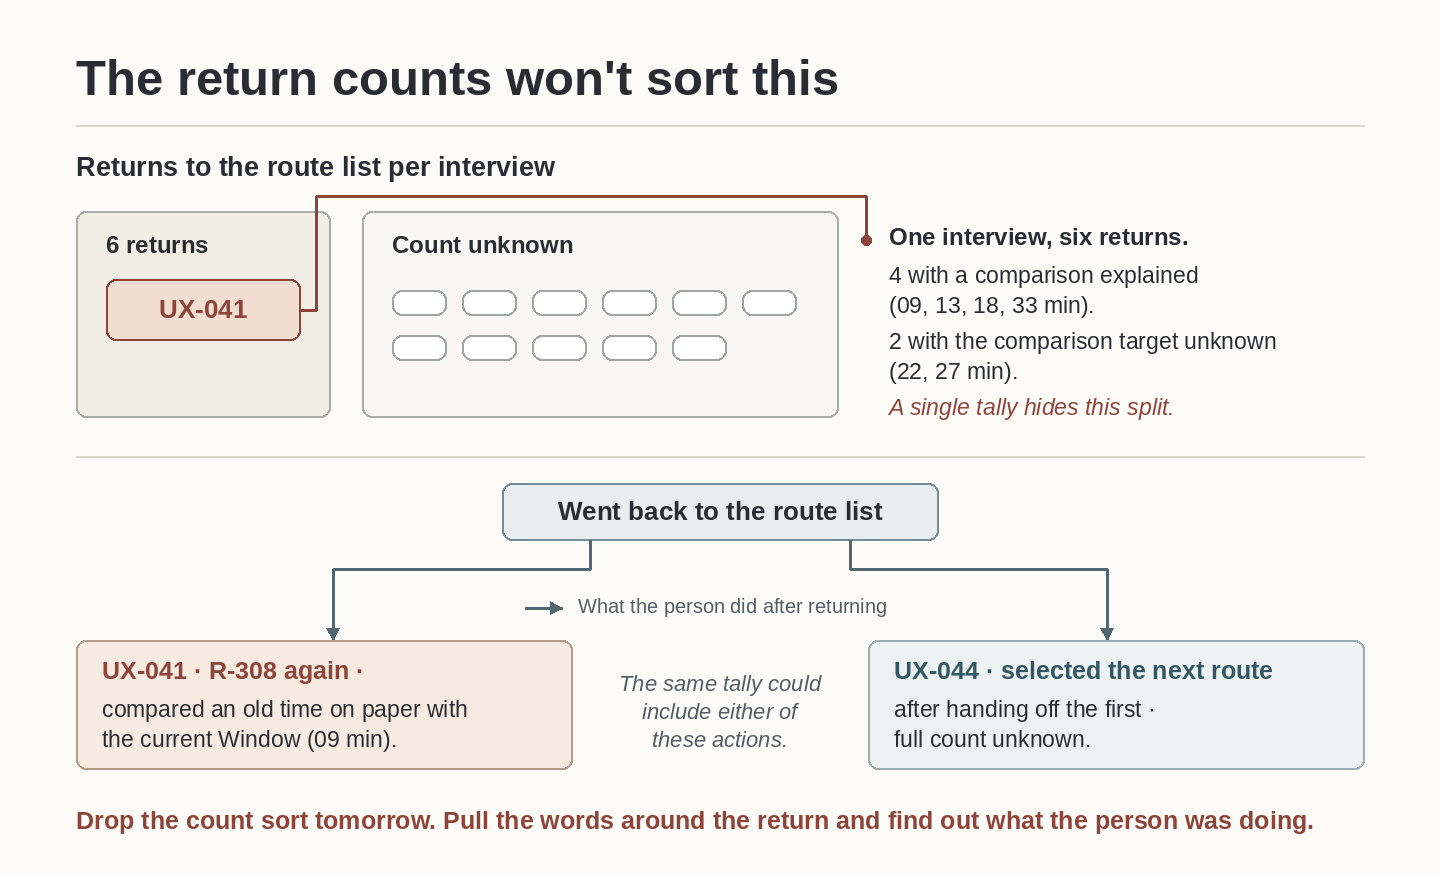 The return counts won't sort this
Returns to the route list per interview
6 returns
UX-041
Count unknown
One interview, six returns.
4 with a comparison explained
(09, 13, 18, 33 min).
2 with the comparison target unknown
(22, 27 min).
A single tally hides this split.
Went back to the route list
What the person did after returning
UX-041 · R-308 again ·
compared an old time on paper with
the current Window (09 min).
The same tally could
include either of
these actions.
UX-044 · selected the next route
after handing off the first ·
full count unknown.
Drop the count sort tomorrow. Pull the words around the return and find out what the person was doing.